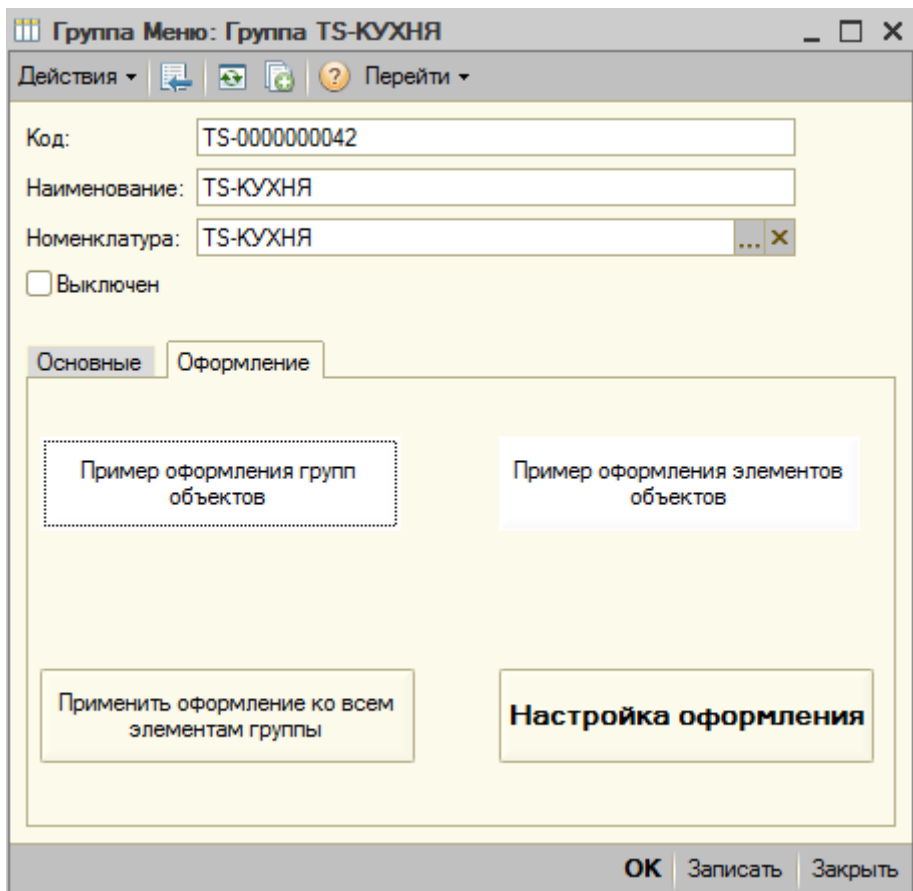 Группа Меню: Группа TS-КУХНЯ
Действия Перейти
Код: TS-0000000042
Наименование: TS-КУХНЯ
Номенклатура: TS-КУХНЯ ...
Выключен
Основные Оформление
Пример оформления групп
объектов
Пример оформления элементов
объектов
Применить оформление ко всем
элементам группы
Настройка оформления
OK Записать Закрыть